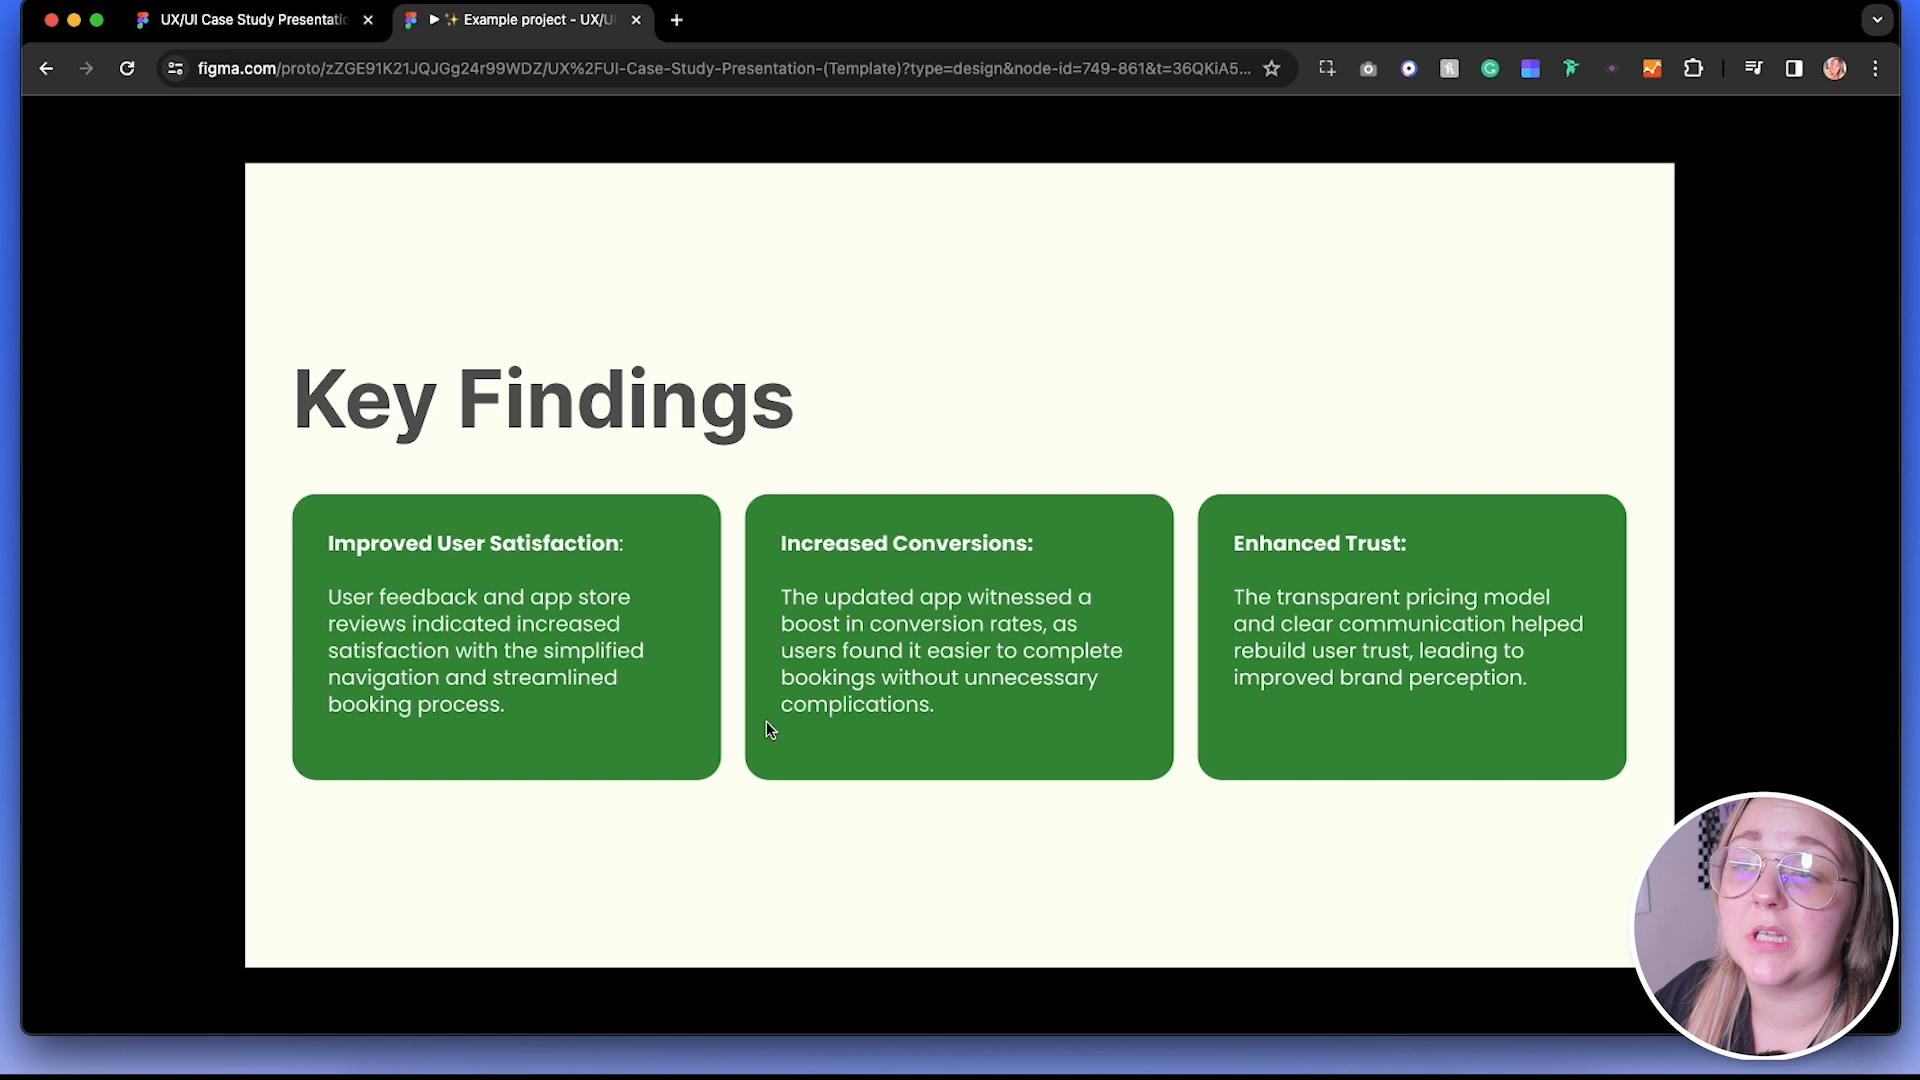 UX/UI Case Study Presentatio
Example project - UX/U
figma.com/proto/zZGE91K21JQJGg24r99WDZ/UX%2FUI-Case-Study-Presentation-(Template)?type=design&node-id=749-861&t=36QKiA5...
Key Findings
Improved User Satisfaction:
User feedback and app store
reviews indicated increased
satisfaction with the simplified
navigation and streamlined
booking process.
Increased Conversions:
The updated app witnessed a
boost in conversion rates, as
users found it easier to complete
bookings without unnecessary
complications.
Enhanced Trust:
The transparent pricing model
and clear communication helped
rebuild user trust, leading to
improved brand perception.